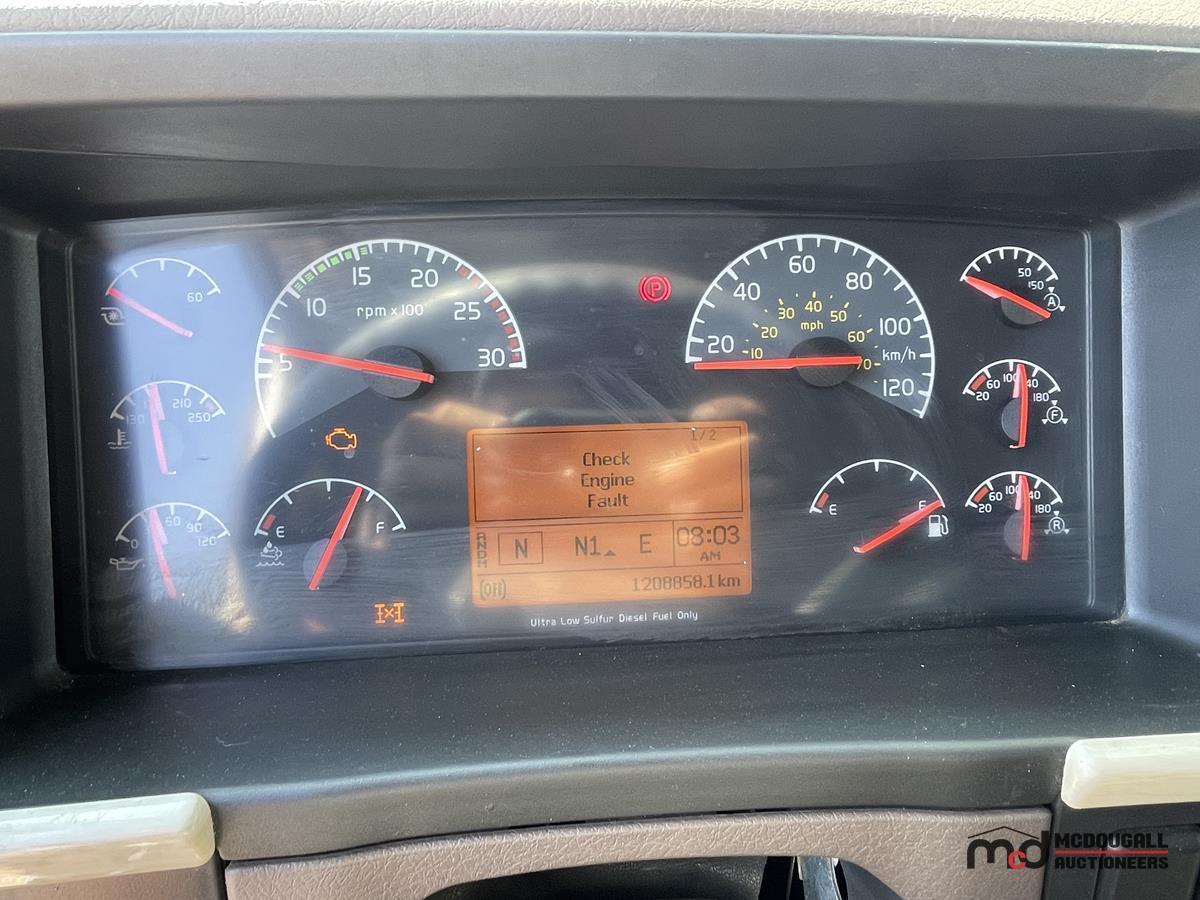 60
130 210 250
0 60 90 120
5 10 15 20 25 30
rpm x 100
E F
P
20 40 60 80 100 120
km/h
10 20 30 40 50 60 70
mph
E F
50
150
A
20 60 100 140 180
F
20 60 100 140 180
R
1/2
Check
Engine
Fault
R
N
D
M
N N1 E 08:03
AM
1208858.1 km
Ultra Low Sulfur Diesel Fuel Only
mcd MCDOUGALL
AUCTIONEERS